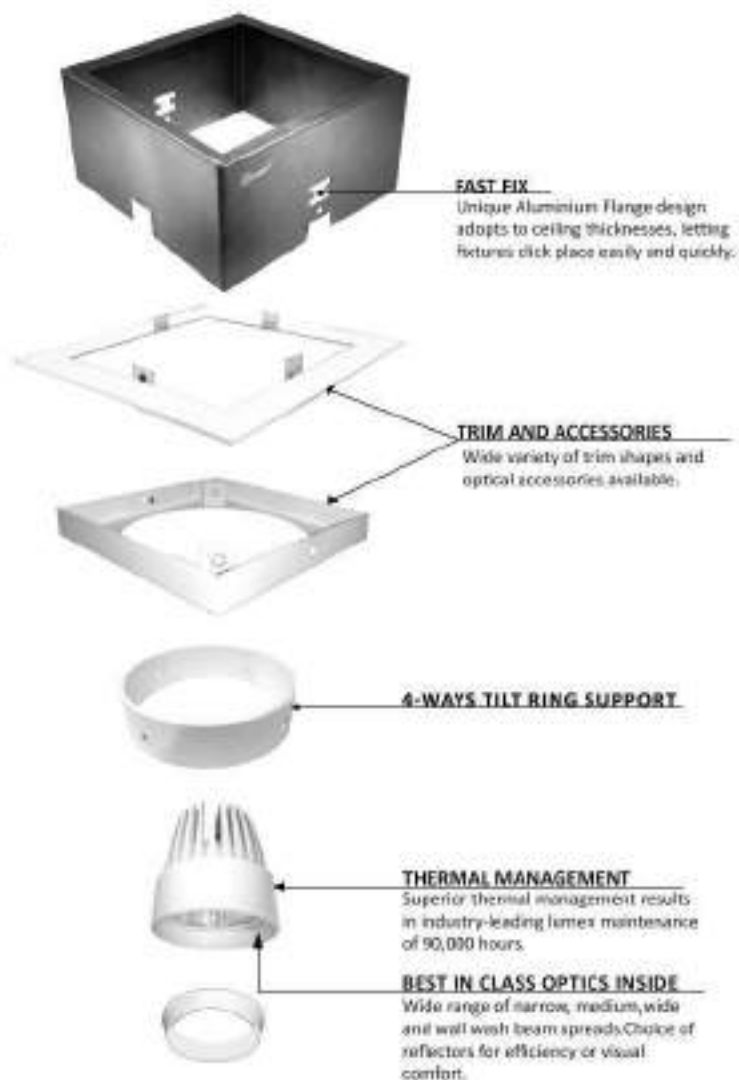 FAST FIX
Unique Aluminium Flange design
adopts to ceiling thicknesses, letting
fixtures click place easily and quickly.
TRIM AND ACCESSORIES
Wide variety of trim shapes and
optical accessories available.
4-WAYS TILT RING SUPPORT
THERMAL MANAGEMENT
Superior thermal management results
in industry-leading lumen maintenance
of 90,000 hours.
BEST IN CLASS OPTICS INSIDE
Wide range of narrow, medium,wide
and wall wash beam spreads.Choice of
reflectors for efficiency or visual
comfort.